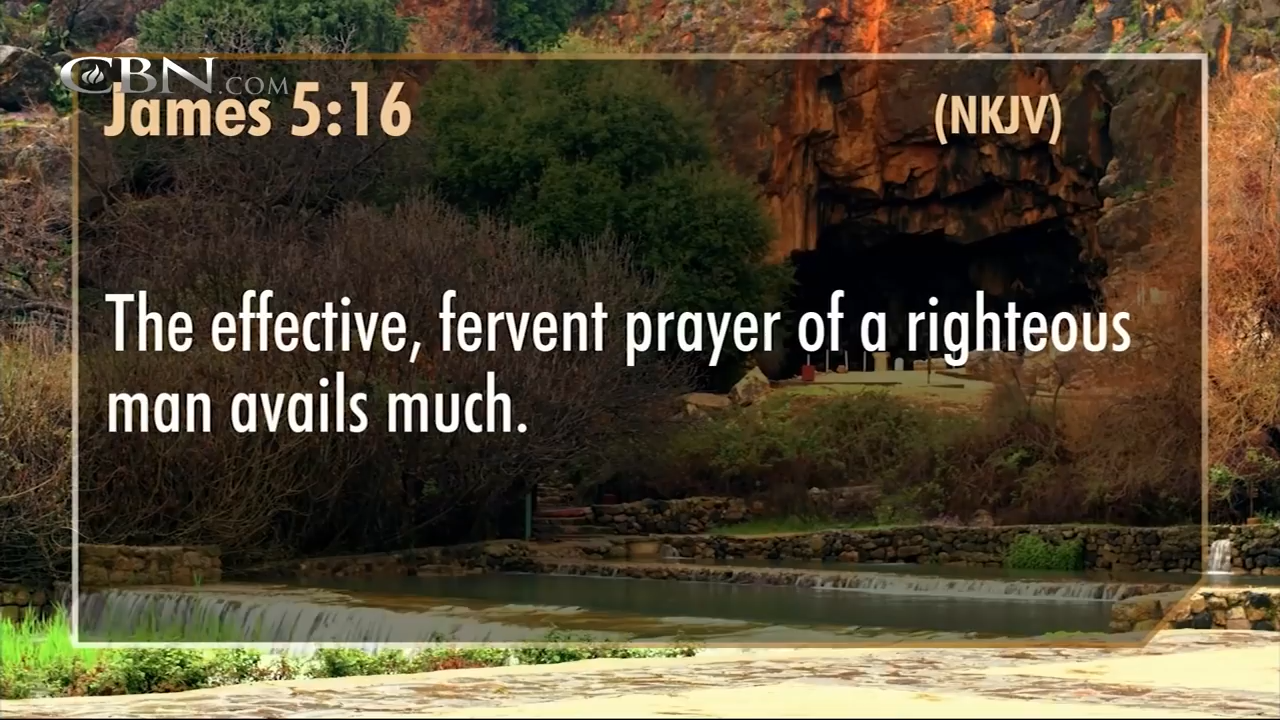 CBN.COM
James 5:16 (NKJV)
The effective, fervent prayer of a righteous
man avails much.